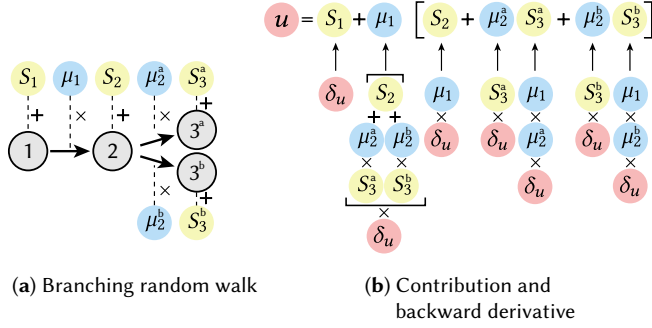 u = S₁ + μ₁ [ S₂ + μ₂ᵃ S₃ᵃ + μ₂ᵇ S₃ᵇ ]
S₁ μ₁ S₂ μ₂ᵃ S₃ᵃ
+ × + × +
1 2 3ᵃ
3ᵇ
× +
μ₂ᵇ S₃ᵇ
δᵤ S₂ μ₁ S₃ᵃ μ₁ S₃ᵇ μ₁
+ + × × × × ×
μ₂ᵃ μ₂ᵇ δᵤ δᵤ μ₂ᵃ δᵤ μ₂ᵇ
× × × ×
S₃ᵃ S₃ᵇ δᵤ δᵤ
×
δᵤ
(a) Branching random walk
(b) Contribution and
backward derivative